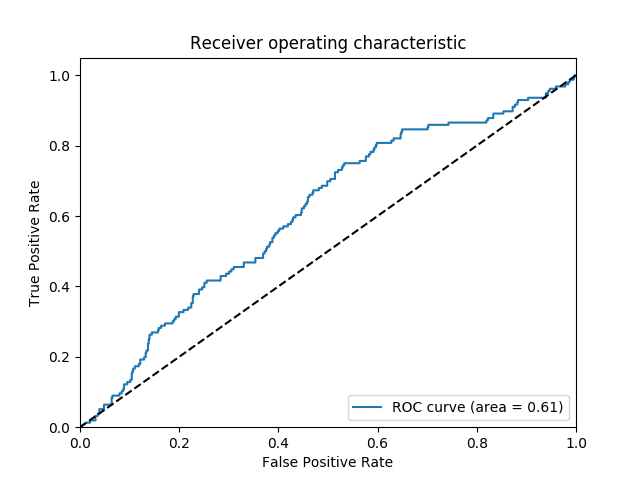 Receiver operating characteristic
1.0
0.8
0.6
0.4
0.2
0.0
True Positive Rate
ROC curve (area = 0.61)
0.0 0.2 0.4 0.6 0.8 1.0
False Positive Rate